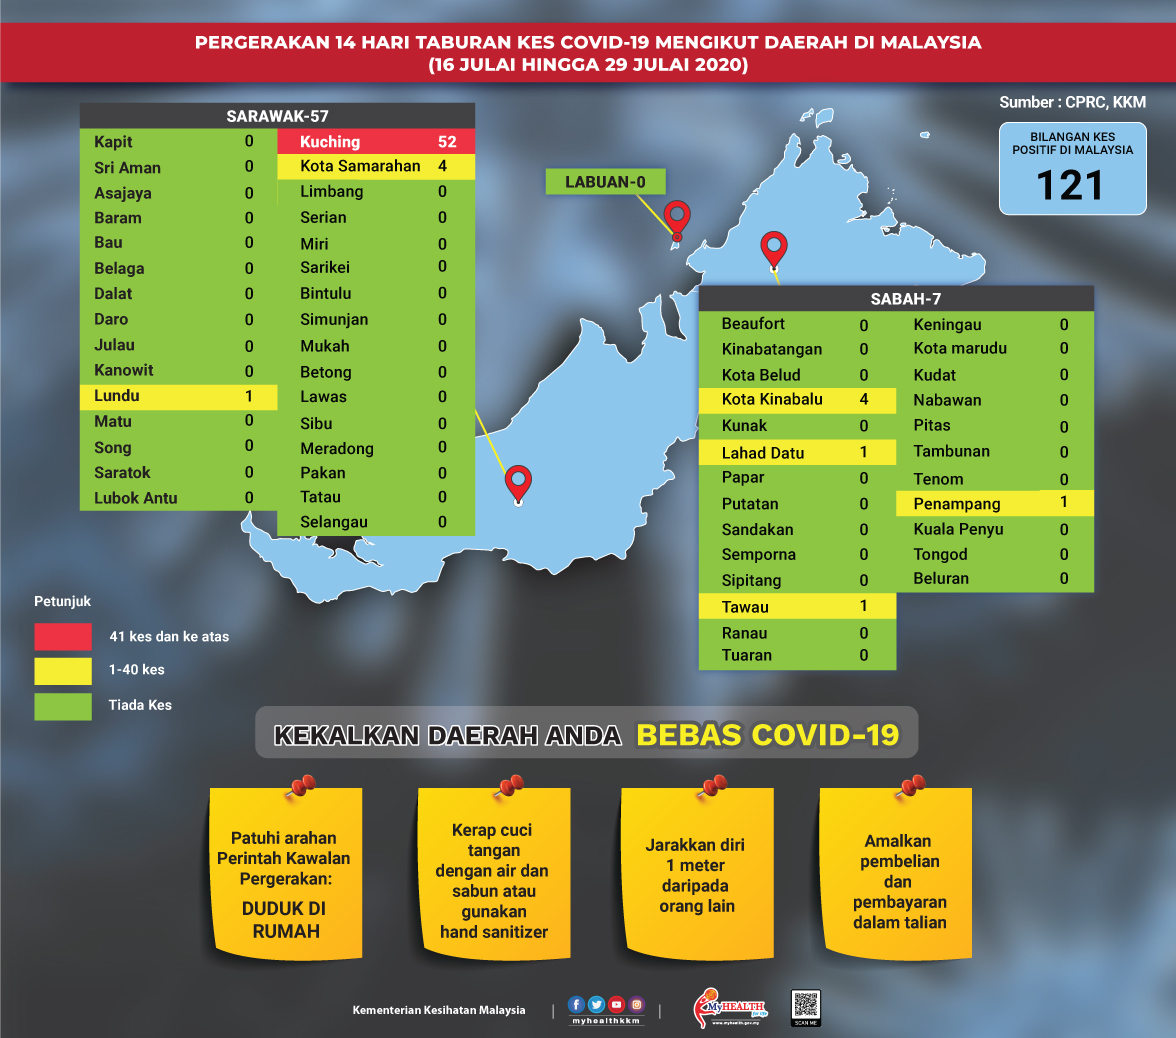 PERGERAKAN 14 HARI TABURAN KES COVID-19 MENGIKUT DAERAH DI MALAYSIA
(16 JULAI HINGGA 29 JULAI 2020)
Sumber : CPRC, KKM
BILANGAN KES
POSITIF DI MALAYSIA
121
SARAWAK-57
Kapit 0
Sri Aman 0
Asajaya 0
Baram 0
Bau 0
Belaga 0
Dalat 0
Daro 0
Julau 0
Kanowit 0
Lundu 1
Matu 0
Song 0
Saratok 0
Lubok Antu 0
Kuching 52
Kota Samarahan 4
Limbang 0
Serian 0
Miri 0
Sarikei 0
Bintulu 0
Simunjan 0
Mukah 0
Betong 0
Lawas 0
Sibu 0
Meradong 0
Pakan 0
Tatau 0
Selangau 0
LABUAN-0
SABAH-7
Beaufort 0
Kinabatangan 0
Kota Belud 0
Kota Kinabalu 4
Kunak 0
Lahad Datu 1
Papar 0
Putatan 0
Sandakan 0
Semporna 0
Sipitang 0
Tawau 1
Ranau 0
Tuaran 0
Keningau 0
Kota marudu 0
Kudat 0
Nabawan 0
Pitas 0
Tambunan 0
Tenom 0
Penampang 1
Kuala Penyu 0
Tongod 0
Beluran 0
Petunjuk
41 kes dan ke atas
1-40 kes
Tiada Kes
KEKALKAN DAERAH ANDA BEBAS COVID-19
Patuhi arahan
Perintah Kawalan
Pergerakan:
DUDUK DI
RUMAH
Kerap cuci
tangan
dengan air dan
sabun atau
gunakan
hand sanitizer
Jarakkan diri
1 meter
daripada
orang lain
Amalkan
pembelian
dan
pembayaran
dalam talian
Kementerian Kesihatan Malaysia
myhealthkkm
MyHEALTH
for life
www.myhealth.gov.my
SCAN ME